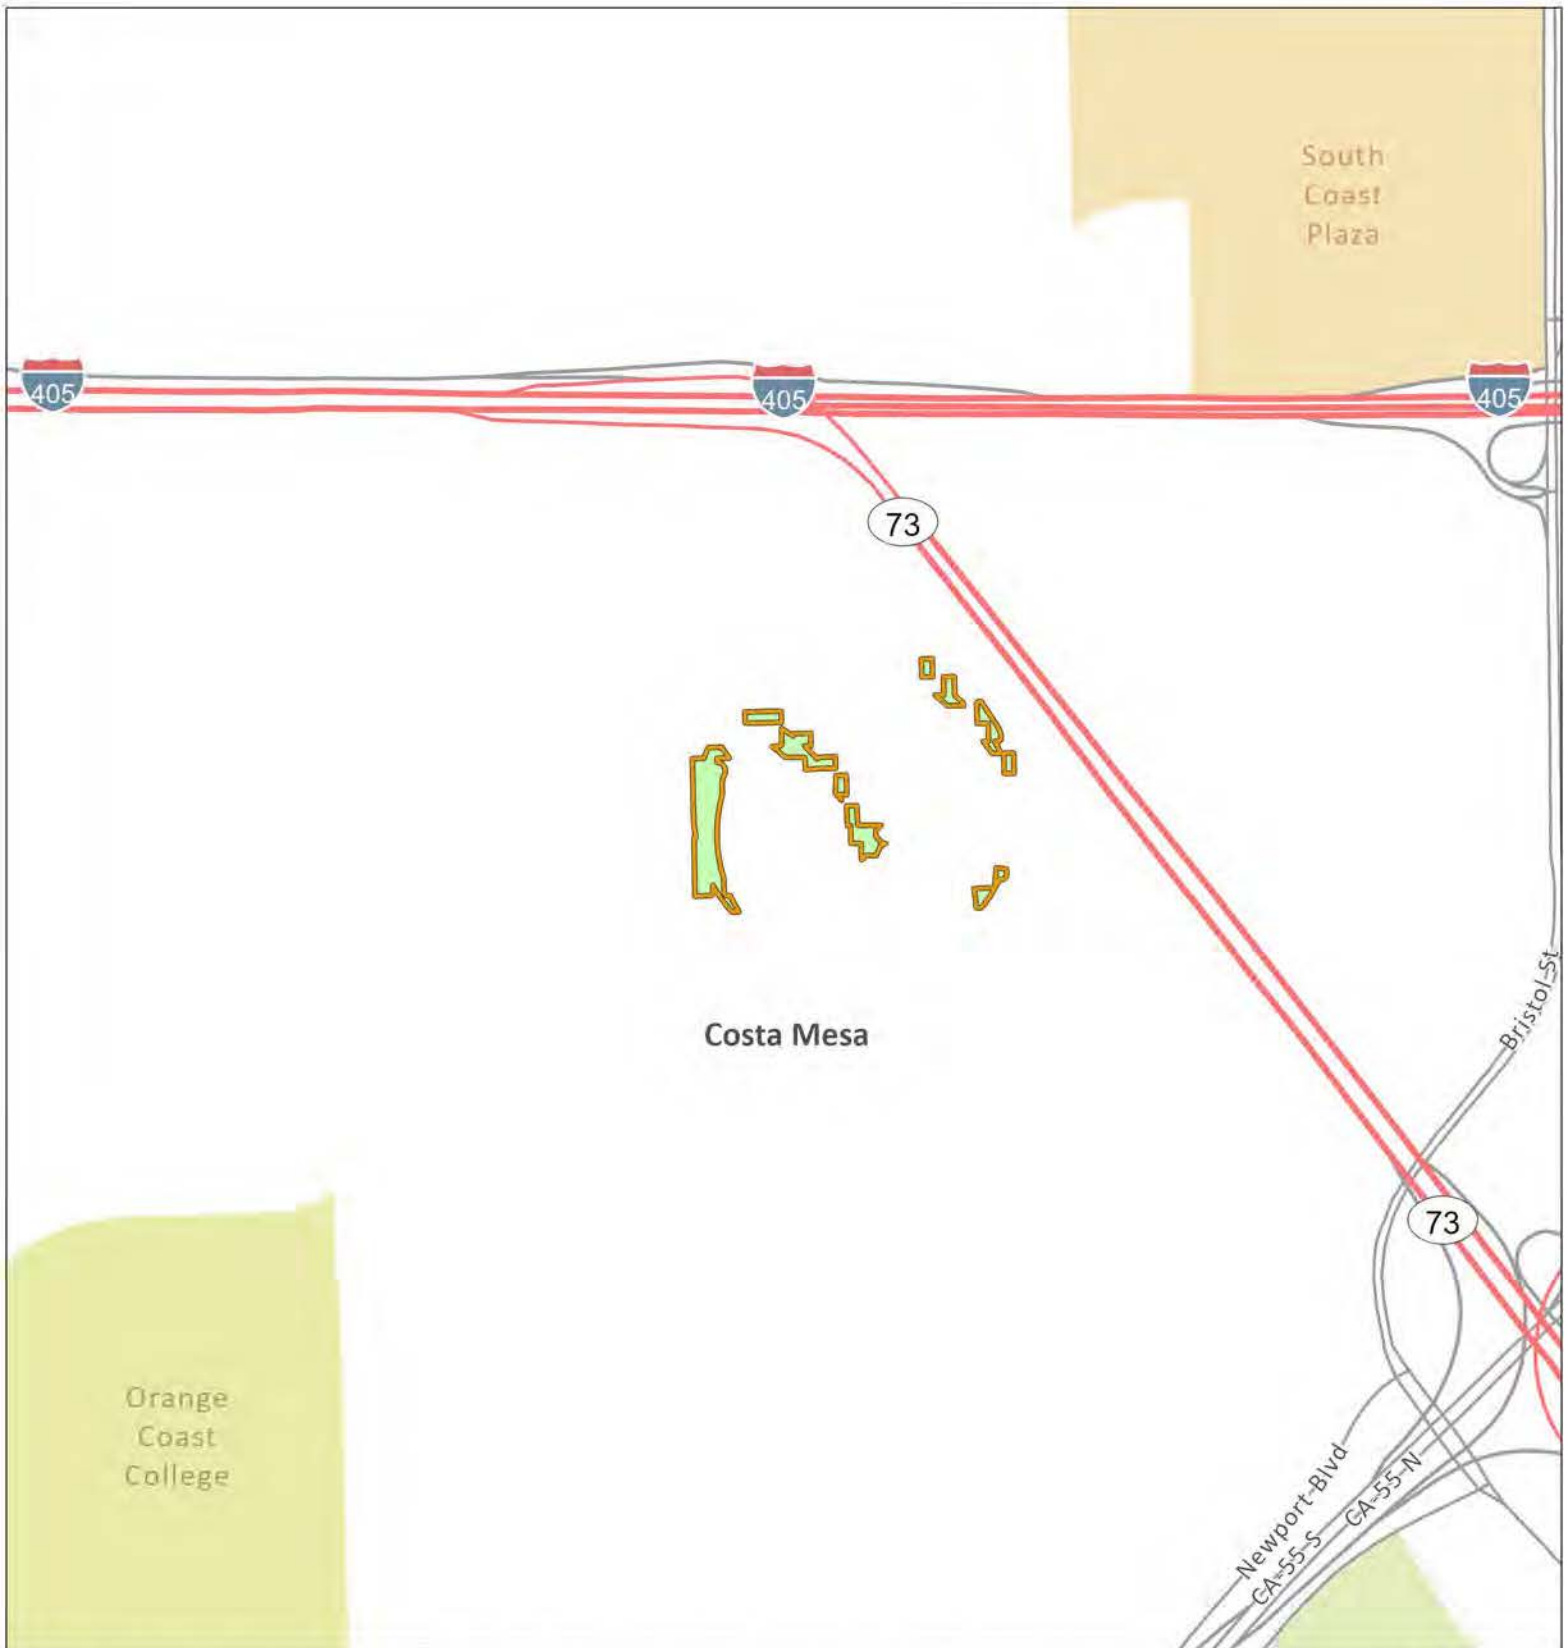 South
Coast
Plaza
405
405
405
73
Bristol-St
Costa Mesa
73
Orange
Coast
College
Newport-Blvd
CA-55-N
CA-55-S